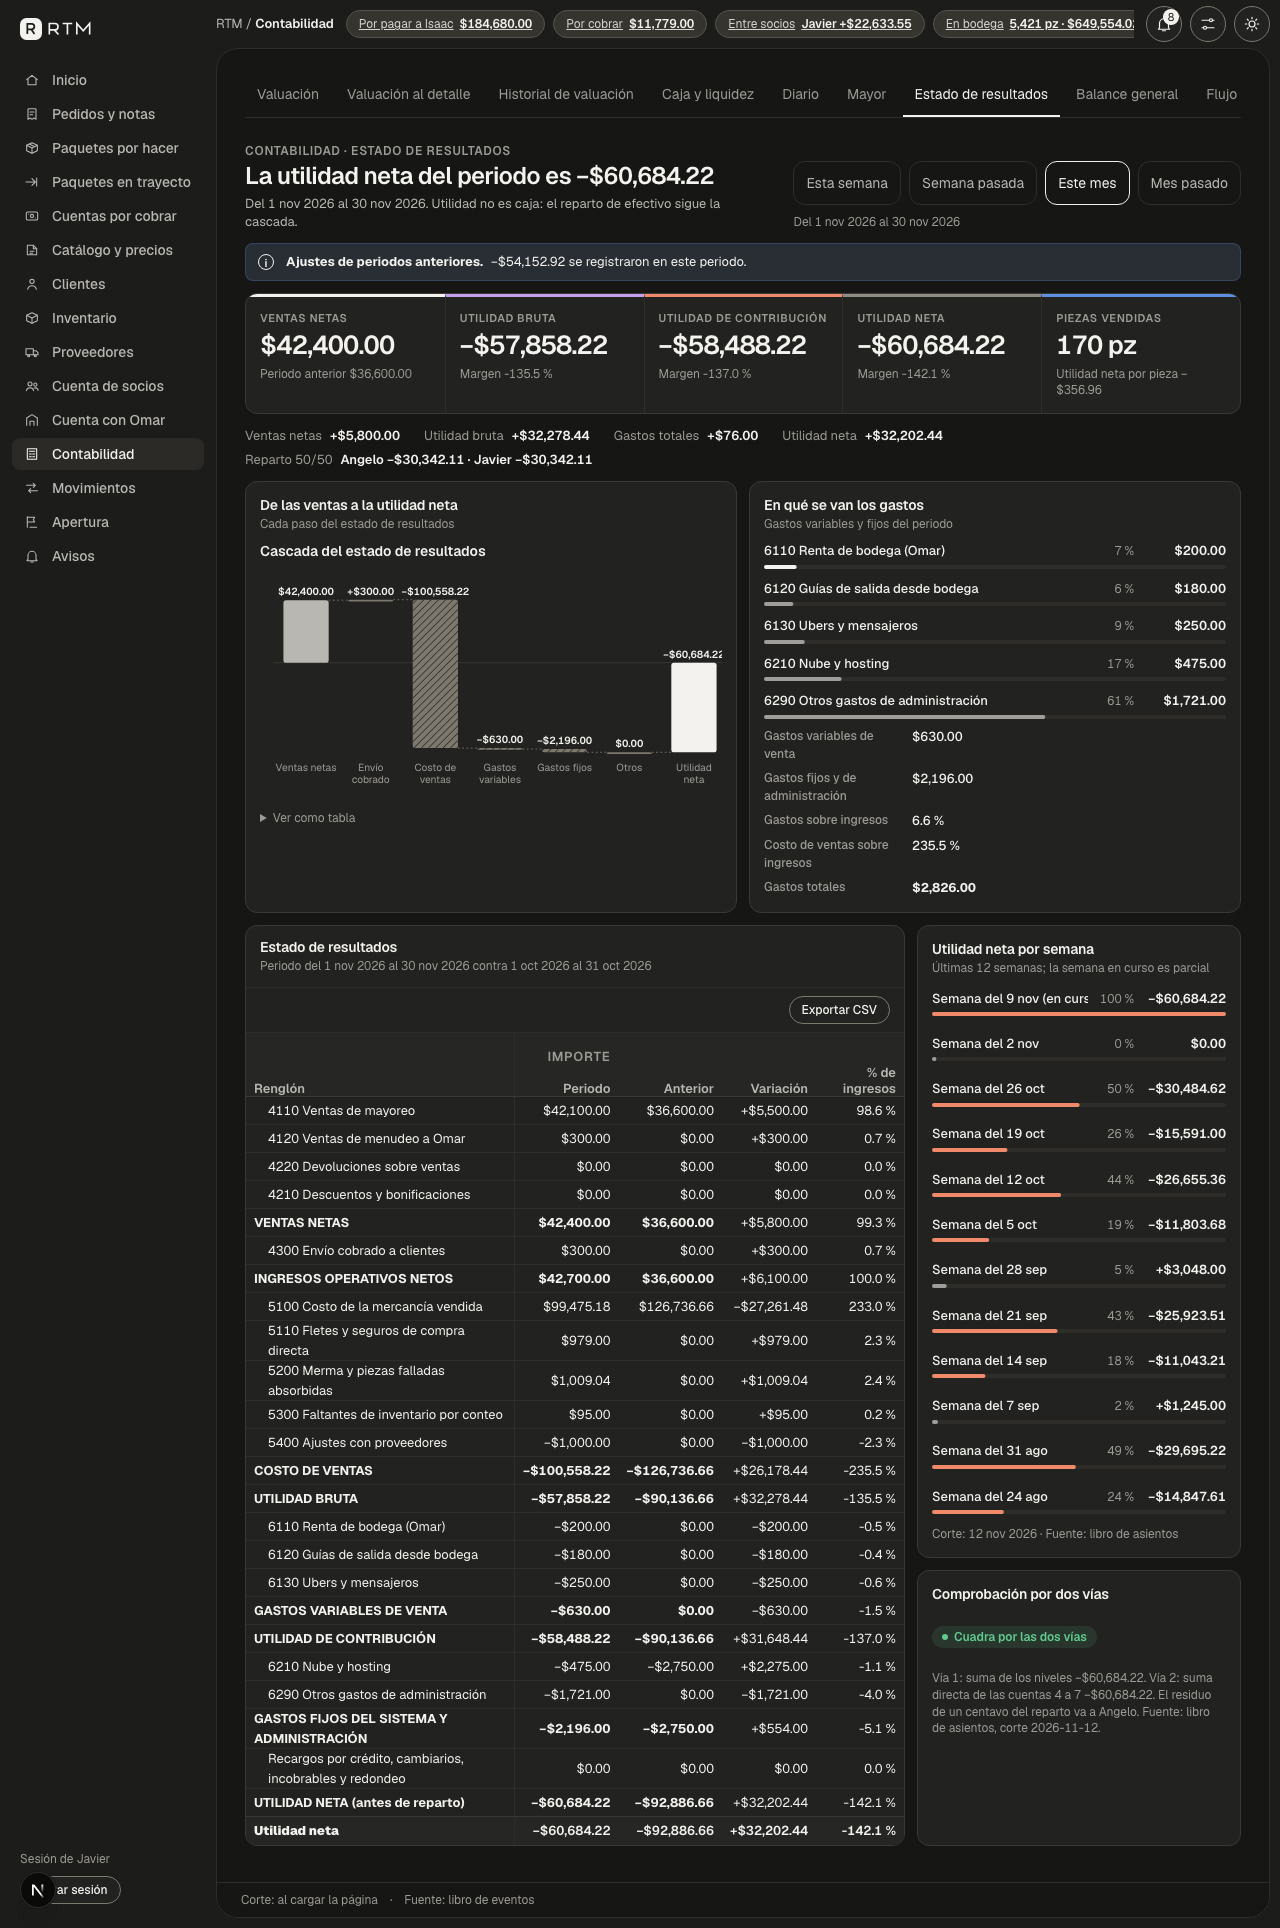 R RTM
RTM / Contabilidad
Por pagar a Isaac $184,680.00
Por cobrar $11,779.00
Entre socios Javier +$22,633.55
En bodega 5,421 pz · $649,554.0
8
Inicio
Pedidos y notas
Paquetes por hacer
Paquetes en trayecto
Cuentas por cobrar
Catálogo y precios
Clientes
Inventario
Proveedores
Cuenta de socios
Cuenta con Omar
Contabilidad
Movimientos
Apertura
Avisos
Sesión de Javier
N ar sesión
Valuación Valuación al detalle Historial de valuación Caja y liquidez Diario Mayor Estado de resultados Balance general Flujo
CONTABILIDAD · ESTADO DE RESULTADOS
La utilidad neta del periodo es −$60,684.22
Del 1 nov 2026 al 30 nov 2026. Utilidad no es caja: el reparto de efectivo sigue la
cascada.
Esta semana Semana pasada Este mes Mes pasado
Del 1 nov 2026 al 30 nov 2026
Ajustes de periodos anteriores. −$54,152.92 se registraron en este periodo.
VENTAS NETAS
$42,400.00
Periodo anterior $36,600.00
UTILIDAD BRUTA
−$57,858.22
Margen -135.5 %
UTILIDAD DE CONTRIBUCIÓN
−$58,488.22
Margen -137.0 %
UTILIDAD NETA
−$60,684.22
Margen -142.1 %
PIEZAS VENDIDAS
170 pz
Utilidad neta por pieza −
$356.96
Ventas netas +$5,800.00 Utilidad bruta +$32,278.44 Gastos totales +$76.00 Utilidad neta +$32,202.44
Reparto 50/50 Angelo −$30,342.11 · Javier −$30,342.11
De las ventas a la utilidad neta
Cada paso del estado de resultados
Cascada del estado de resultados
$42,400.00 +$300.00 −$100,558.22
−$60,684.22
−$630.00 −$2,196.00 $0.00
Ventas netas Envío Costo de Gastos Gastos fijos Otros Utilidad
cobrado ventas variables neta
▶ Ver como tabla
En qué se van los gastos
Gastos variables y fijos del periodo
6110 Renta de bodega (Omar) 7 % $200.00
6120 Guías de salida desde bodega 6 % $180.00
6130 Ubers y mensajeros 9 % $250.00
6210 Nube y hosting 17 % $475.00
6290 Otros gastos de administración 61 % $1,721.00
Gastos variables de $630.00
venta
Gastos fijos y de $2,196.00
administración
Gastos sobre ingresos 6.6 %
Costo de ventas sobre 235.5 %
ingresos
Gastos totales $2,826.00
Estado de resultados
Periodo del 1 nov 2026 al 30 nov 2026 contra 1 oct 2026 al 31 oct 2026
Exportar CSV
IMPORTE
% de
Renglón Periodo Anterior Variación ingresos
4110 Ventas de mayoreo $42,100.00 $36,600.00 +$5,500.00 98.6 %
4120 Ventas de menudeo a Omar $300.00 $0.00 +$300.00 0.7 %
4220 Devoluciones sobre ventas $0.00 $0.00 $0.00 0.0 %
4210 Descuentos y bonificaciones $0.00 $0.00 $0.00 0.0 %
VENTAS NETAS $42,400.00 $36,600.00 +$5,800.00 99.3 %
4300 Envío cobrado a clientes $300.00 $0.00 +$300.00 0.7 %
INGRESOS OPERATIVOS NETOS $42,700.00 $36,600.00 +$6,100.00 100.0 %
5100 Costo de la mercancía vendida $99,475.18 $126,736.66 −$27,261.48 233.0 %
5110 Fletes y seguros de compra
directa $979.00 $0.00 +$979.00 2.3 %
5200 Merma y piezas falladas
absorbidas $1,009.04 $0.00 +$1,009.04 2.4 %
5300 Faltantes de inventario por conteo $95.00 $0.00 +$95.00 0.2 %
5400 Ajustes con proveedores −$1,000.00 $0.00 −$1,000.00 -2.3 %
COSTO DE VENTAS −$100,558.22 −$126,736.66 +$26,178.44 -235.5 %
UTILIDAD BRUTA −$57,858.22 −$90,136.66 +$32,278.44 -135.5 %
6110 Renta de bodega (Omar) −$200.00 $0.00 −$200.00 -0.5 %
6120 Guías de salida desde bodega −$180.00 $0.00 −$180.00 -0.4 %
6130 Ubers y mensajeros −$250.00 $0.00 −$250.00 -0.6 %
GASTOS VARIABLES DE VENTA −$630.00 $0.00 −$630.00 -1.5 %
UTILIDAD DE CONTRIBUCIÓN −$58,488.22 −$90,136.66 +$31,648.44 -137.0 %
6210 Nube y hosting −$475.00 −$2,750.00 +$2,275.00 -1.1 %
6290 Otros gastos de administración −$1,721.00 $0.00 −$1,721.00 -4.0 %
GASTOS FIJOS DEL SISTEMA Y
ADMINISTRACIÓN −$2,196.00 −$2,750.00 +$554.00 -5.1 %
Recargos por crédito, cambiarios,
incobrables y redondeo $0.00 $0.00 $0.00 0.0 %
UTILIDAD NETA (antes de reparto) −$60,684.22 −$92,886.66 +$32,202.44 -142.1 %
Utilidad neta −$60,684.22 −$92,886.66 +$32,202.44 -142.1 %
Utilidad neta por semana
Últimas 12 semanas; la semana en curso es parcial
Semana del 9 nov (en curs 100 % −$60,684.22
Semana del 2 nov 0 % $0.00
Semana del 26 oct 50 % −$30,484.62
Semana del 19 oct 26 % −$15,591.00
Semana del 12 oct 44 % −$26,655.36
Semana del 5 oct 19 % −$11,803.68
Semana del 28 sep 5 % +$3,048.00
Semana del 21 sep 43 % −$25,923.51
Semana del 14 sep 18 % −$11,043.21
Semana del 7 sep 2 % +$1,245.00
Semana del 31 ago 49 % −$29,695.22
Semana del 24 ago 24 % −$14,847.61
Corte: 12 nov 2026 · Fuente: libro de asientos
Comprobación por dos vías
Cuadra por las dos vías
Vía 1: suma de los niveles −$60,684.22. Vía 2: suma
directa de las cuentas 4 a 7 −$60,684.22. El residuo
de un centavo del reparto va a Angelo. Fuente: libro
de asientos, corte 2026-11-12.
Corte: al cargar la página · Fuente: libro de eventos